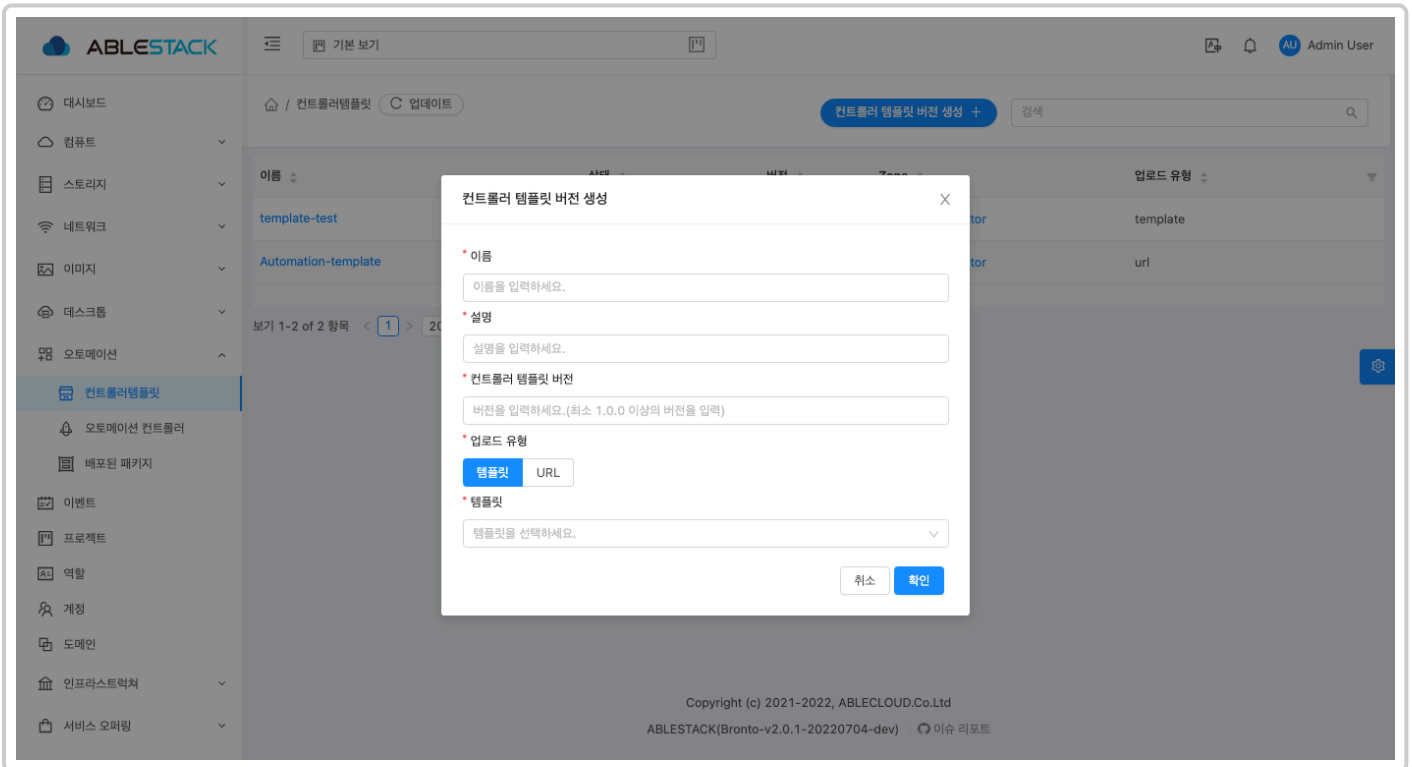 ABLESTACK
기본 보기
AU Admin User
대시보드
컴퓨트
스토리지
네트워크
이미지
데스크톱
오토메이션
컨트롤러템플릿
오토메이션 컨트롤러
배포된 패키지
이벤트
프로젝트
역할
계정
도메인
인프라스트럭쳐
서비스 오퍼링
/ 컨트롤러템플릿 업데이트
컨트롤러 템플릿 버전 생성 +
검색
이름 상태 버전 Zone 업로드 유형
template-test tor template
Automation-template tor url
보기 1-2 of 2 항목 < 1 > 20
컨트롤러 템플릿 버전 생성
* 이름
이름을 입력하세요.
* 설명
설명을 입력하세요.
* 컨트롤러 템플릿 버전
버전을 입력하세요.(최소 1.0.0 이상의 버전을 입력)
* 업로드 유형
템플릿 URL
* 템플릿
템플릿을 선택하세요.
취소 확인
Copyright (c) 2021-2022, ABLECLOUD.Co.Ltd
ABLESTACK(Bronto-v2.0.1-20220704-dev) 이슈 리포트